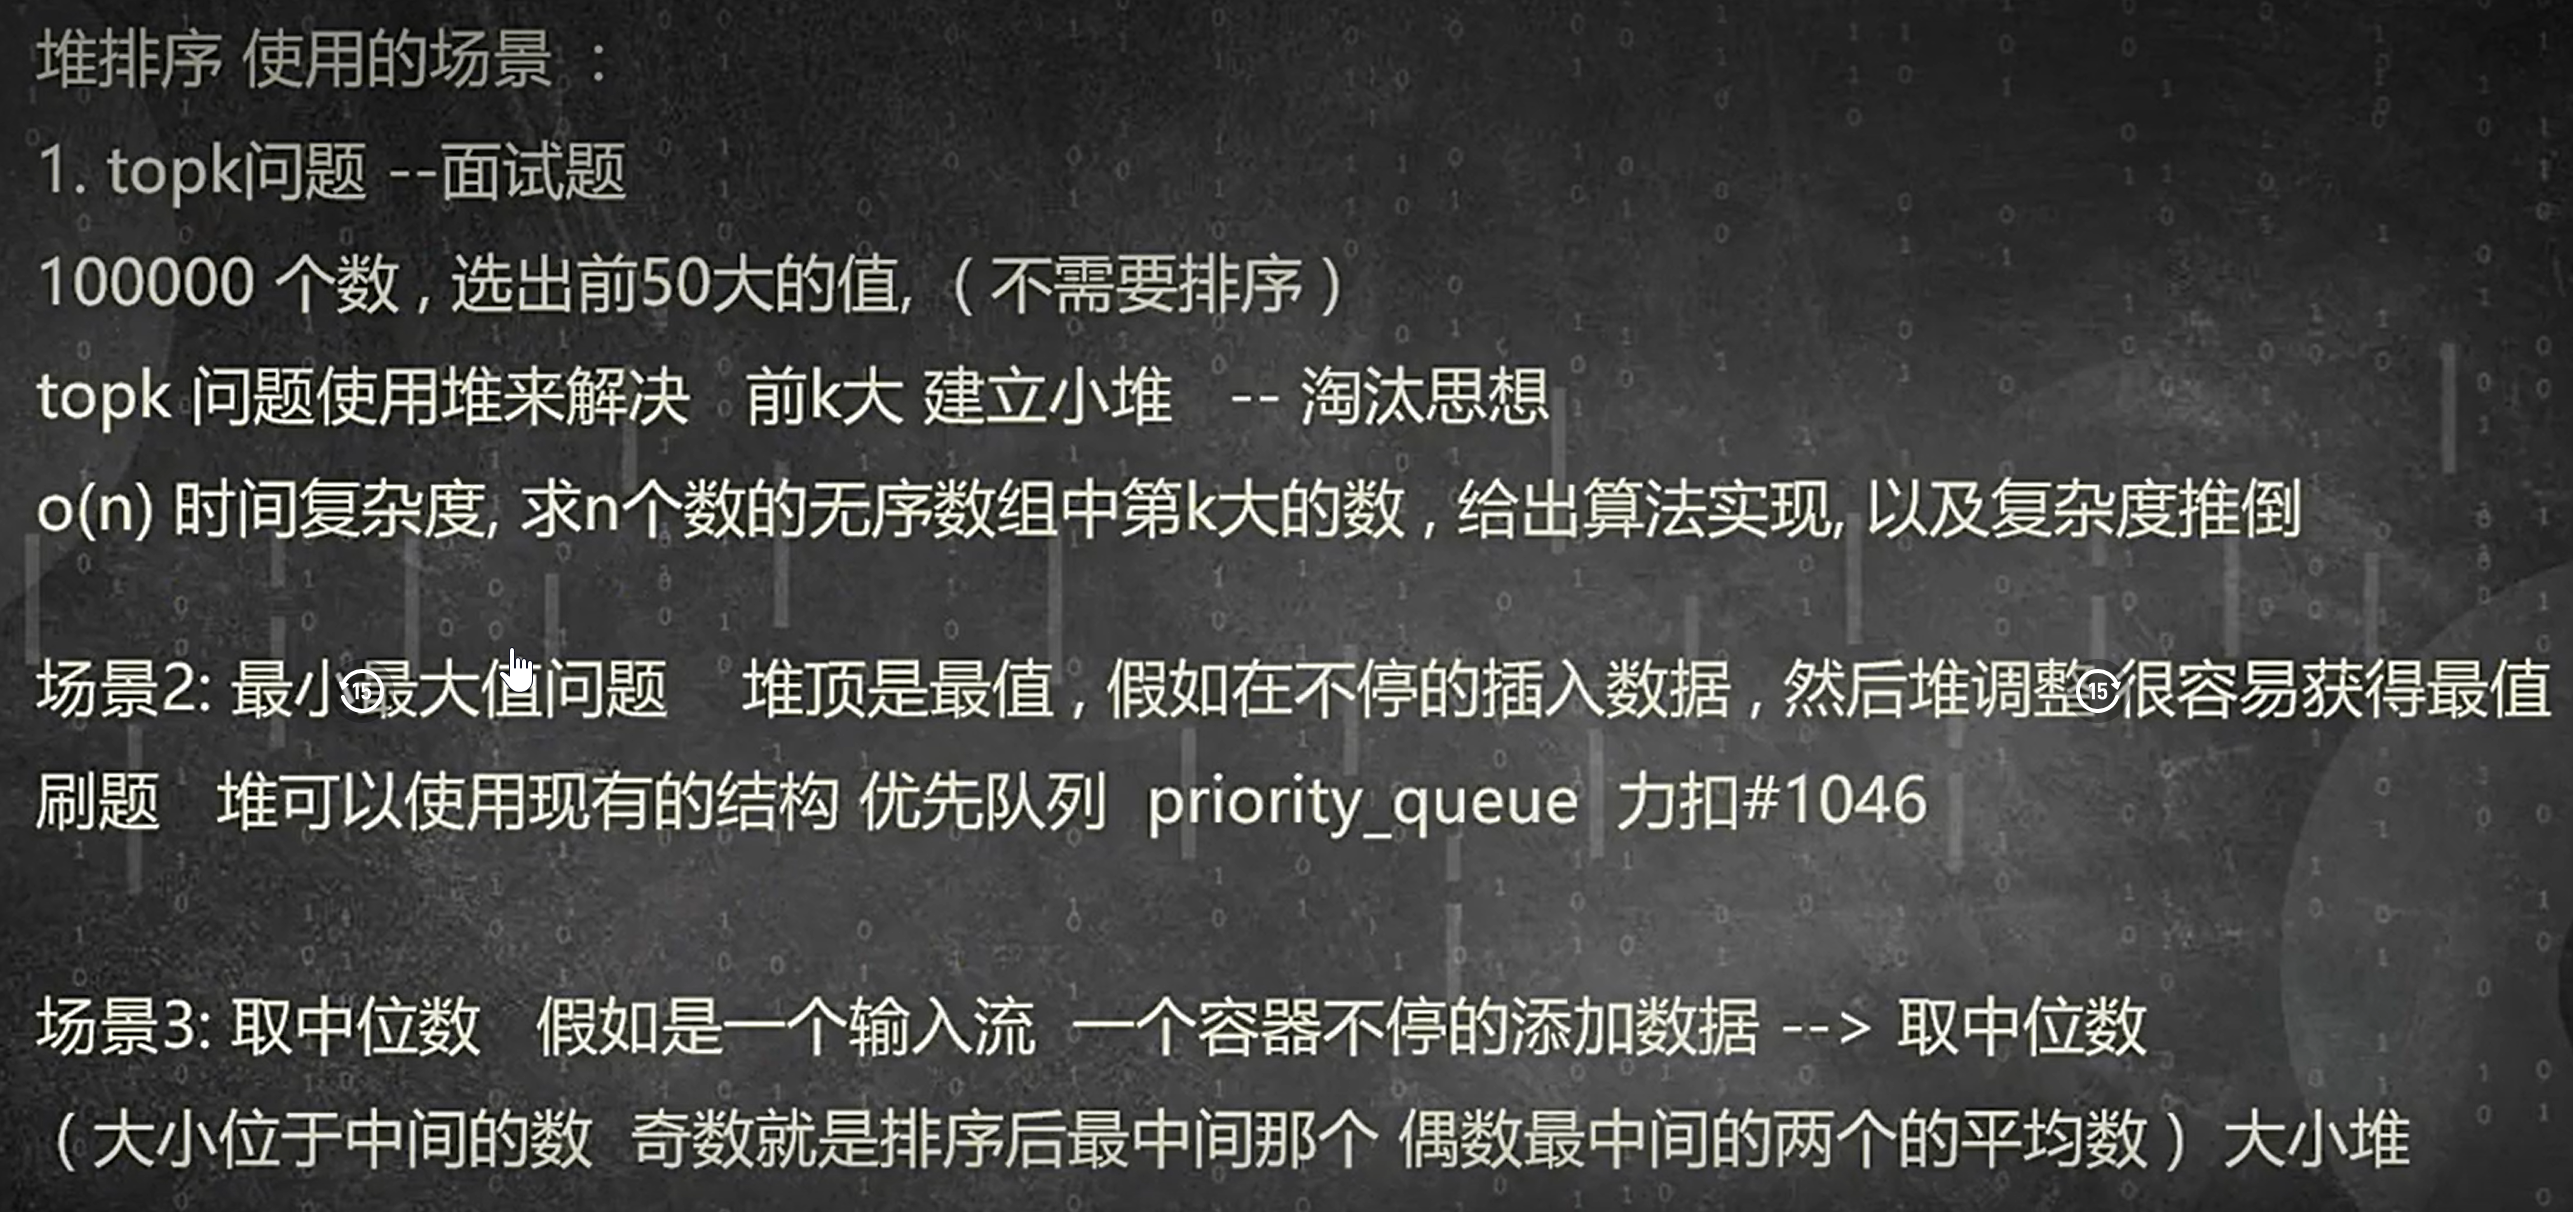 堆排序 使用的场景 ：
1. topk问题 --面试题
100000 个数 , 选出前50大的值, （ 不需要排序 ）
topk 问题使用堆来解决 前k大 建立小堆 -- 淘汰思想
o(n) 时间复杂度, 求n个数的无序数组中第k大的数 , 给出算法实现, 以及复杂度推倒
场景2: 最小最大值问题 堆顶是最值 , 假如在不停的插入数据 , 然后堆调整 很容易获得最值
刷题 堆可以使用现有的结构 优先队列 priority_queue 力扣#1046
场景3: 取中位数 假如是一个输入流 一个容器不停的添加数据 --> 取中位数
（ 大小位于中间的数 奇数就是排序后最中间那个 偶数最中间的两个的平均数 ） 大小堆